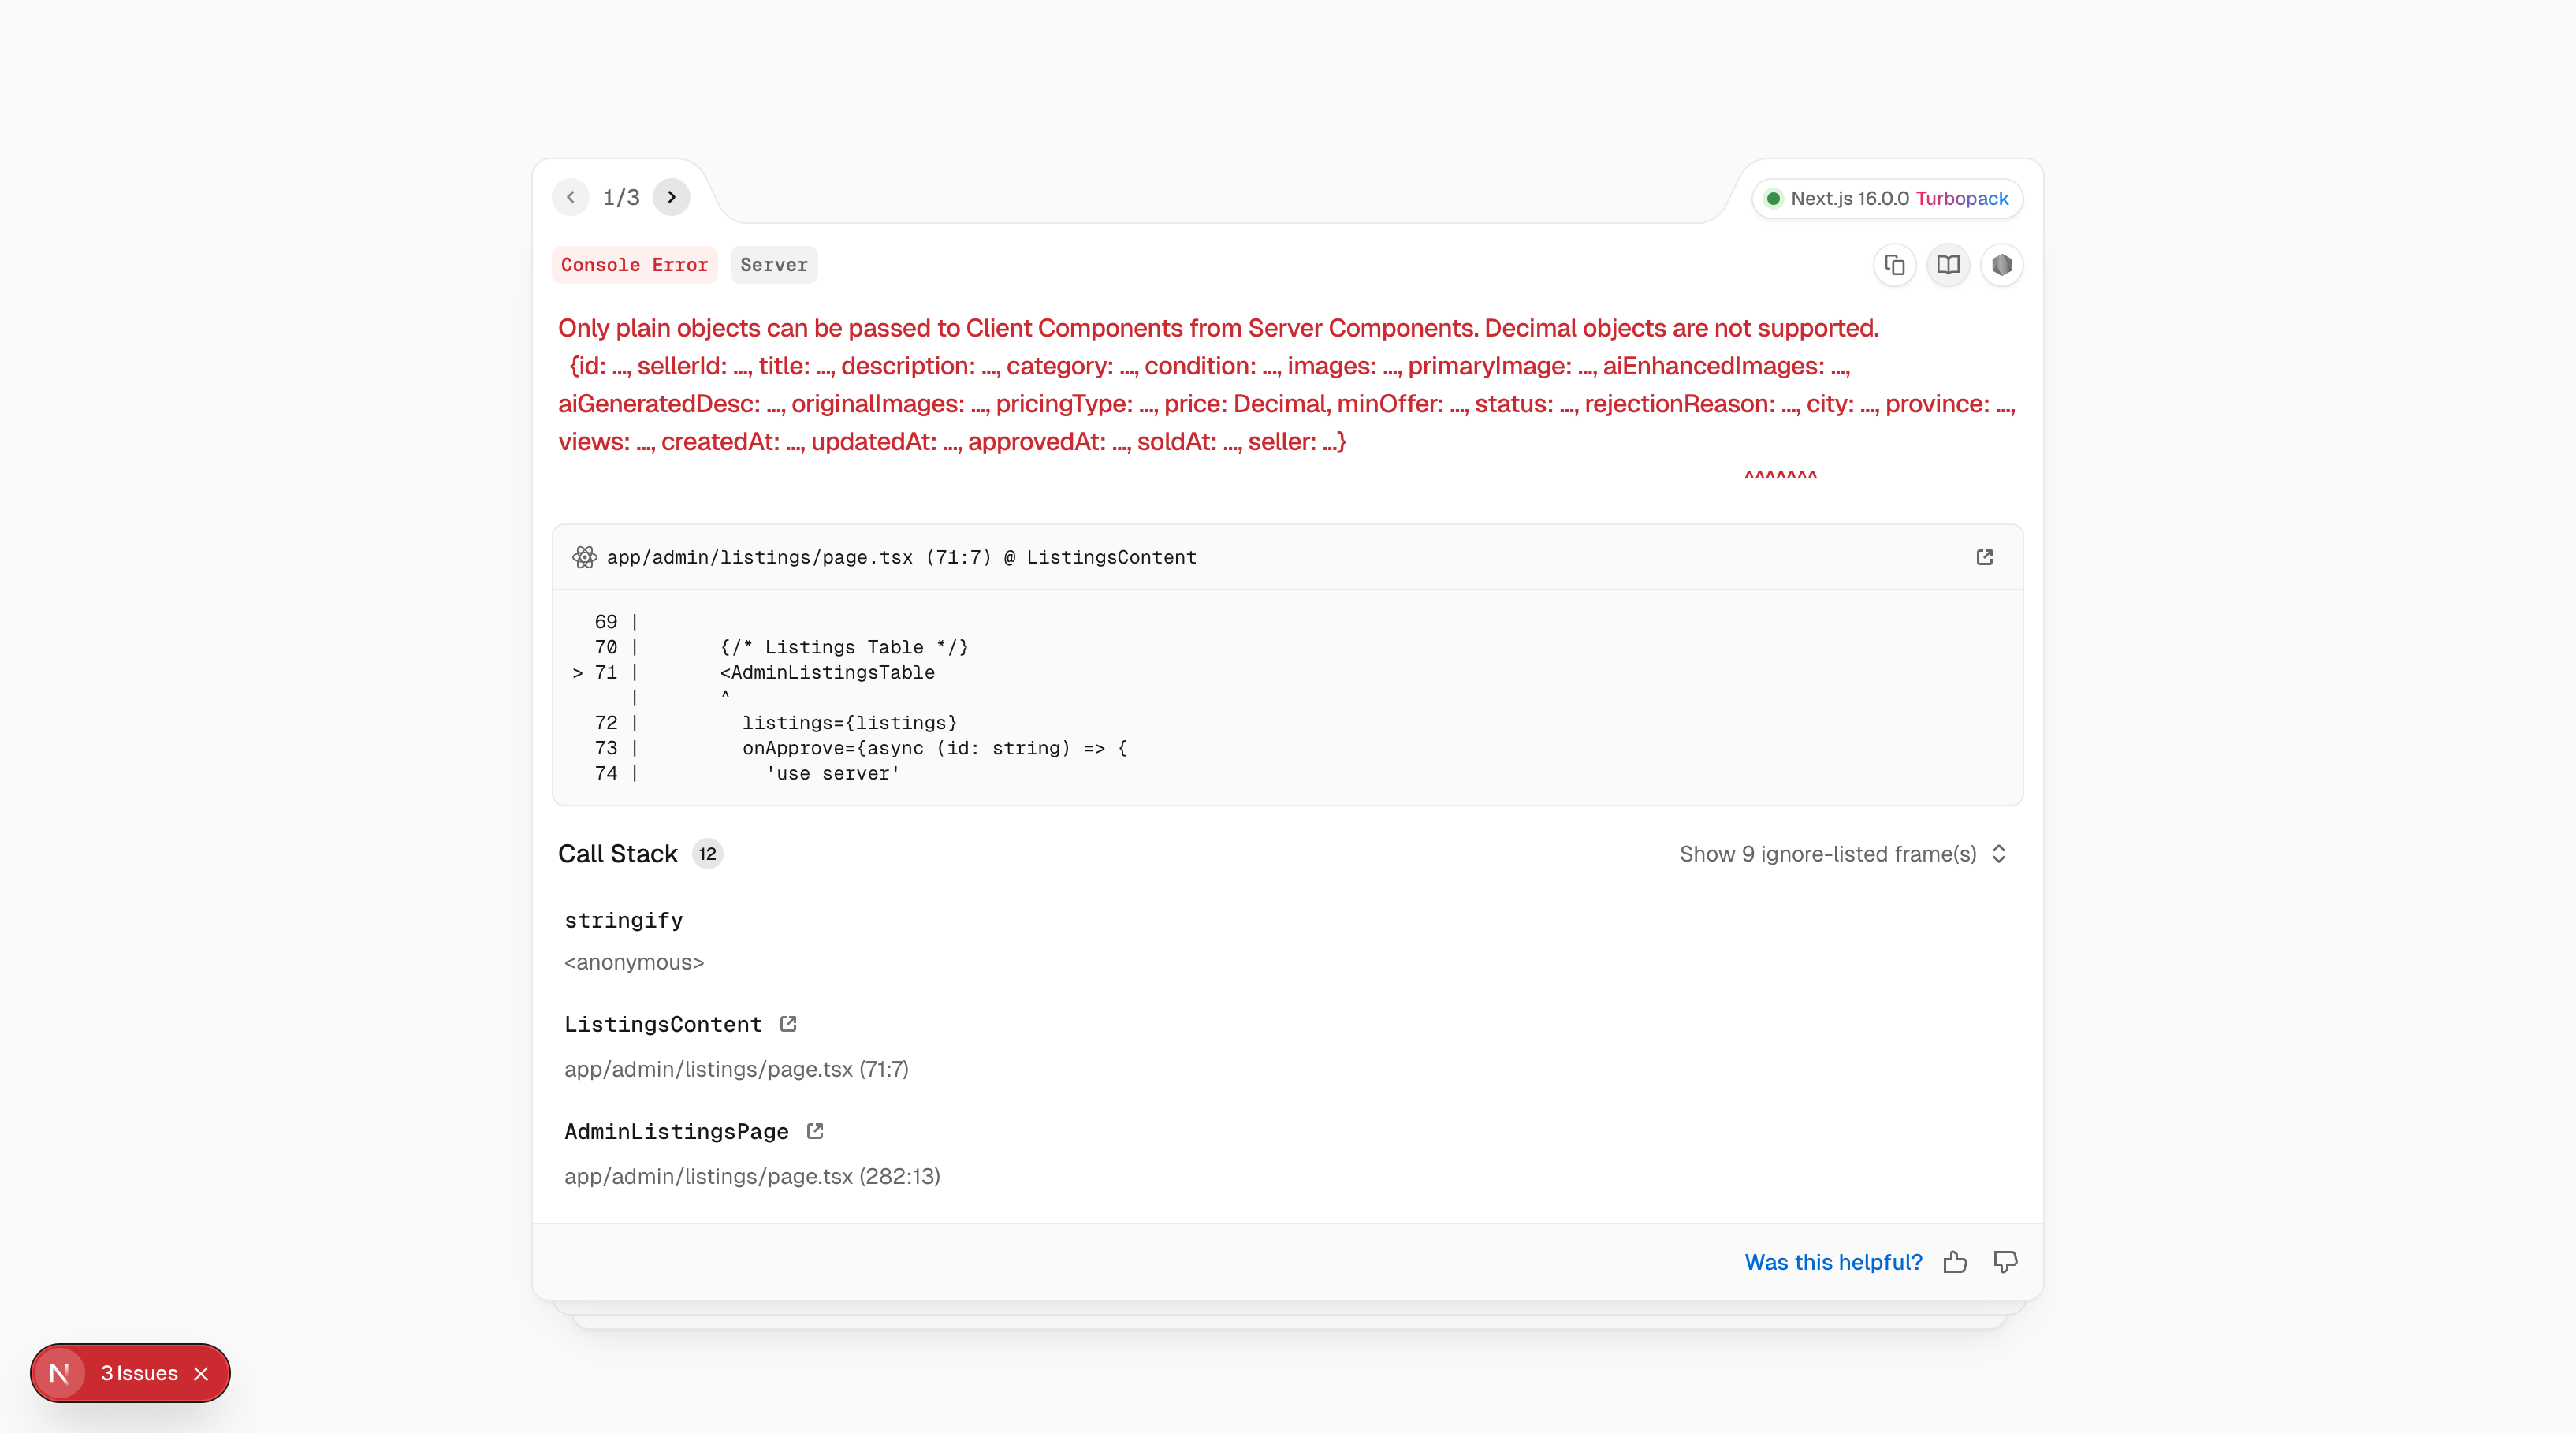 1/3
Next.js 16.0.0 Turbopack
Console Error Server
Only plain objects can be passed to Client Components from Server Components. Decimal objects are not supported.
{id: ..., sellerId: ..., title: ..., description: ..., category: ..., condition: ..., images: ..., primaryImage: ..., aiEnhancedImages: ...,
aiGeneratedDesc: ..., originalImages: ..., pricingType: ..., price: Decimal, minOffer: ..., status: ..., rejectionReason: ..., city: ..., province: ...,
views: ..., createdAt: ..., updatedAt: ..., approvedAt: ..., soldAt: ..., seller: ...}
^^^^^^^
app/admin/listings/page.tsx (71:7) @ ListingsContent
69 |
70 | {/* Listings Table */}
> 71 | <AdminListingsTable
| ^
72 | listings={listings}
73 | onApprove={async (id: string) => {
74 | 'use server'
Call Stack 12
Show 9 ignore-listed frame(s)
stringify
<anonymous>
ListingsContent
app/admin/listings/page.tsx (71:7)
AdminListingsPage
app/admin/listings/page.tsx (282:13)
Was this helpful?
N 3 Issues